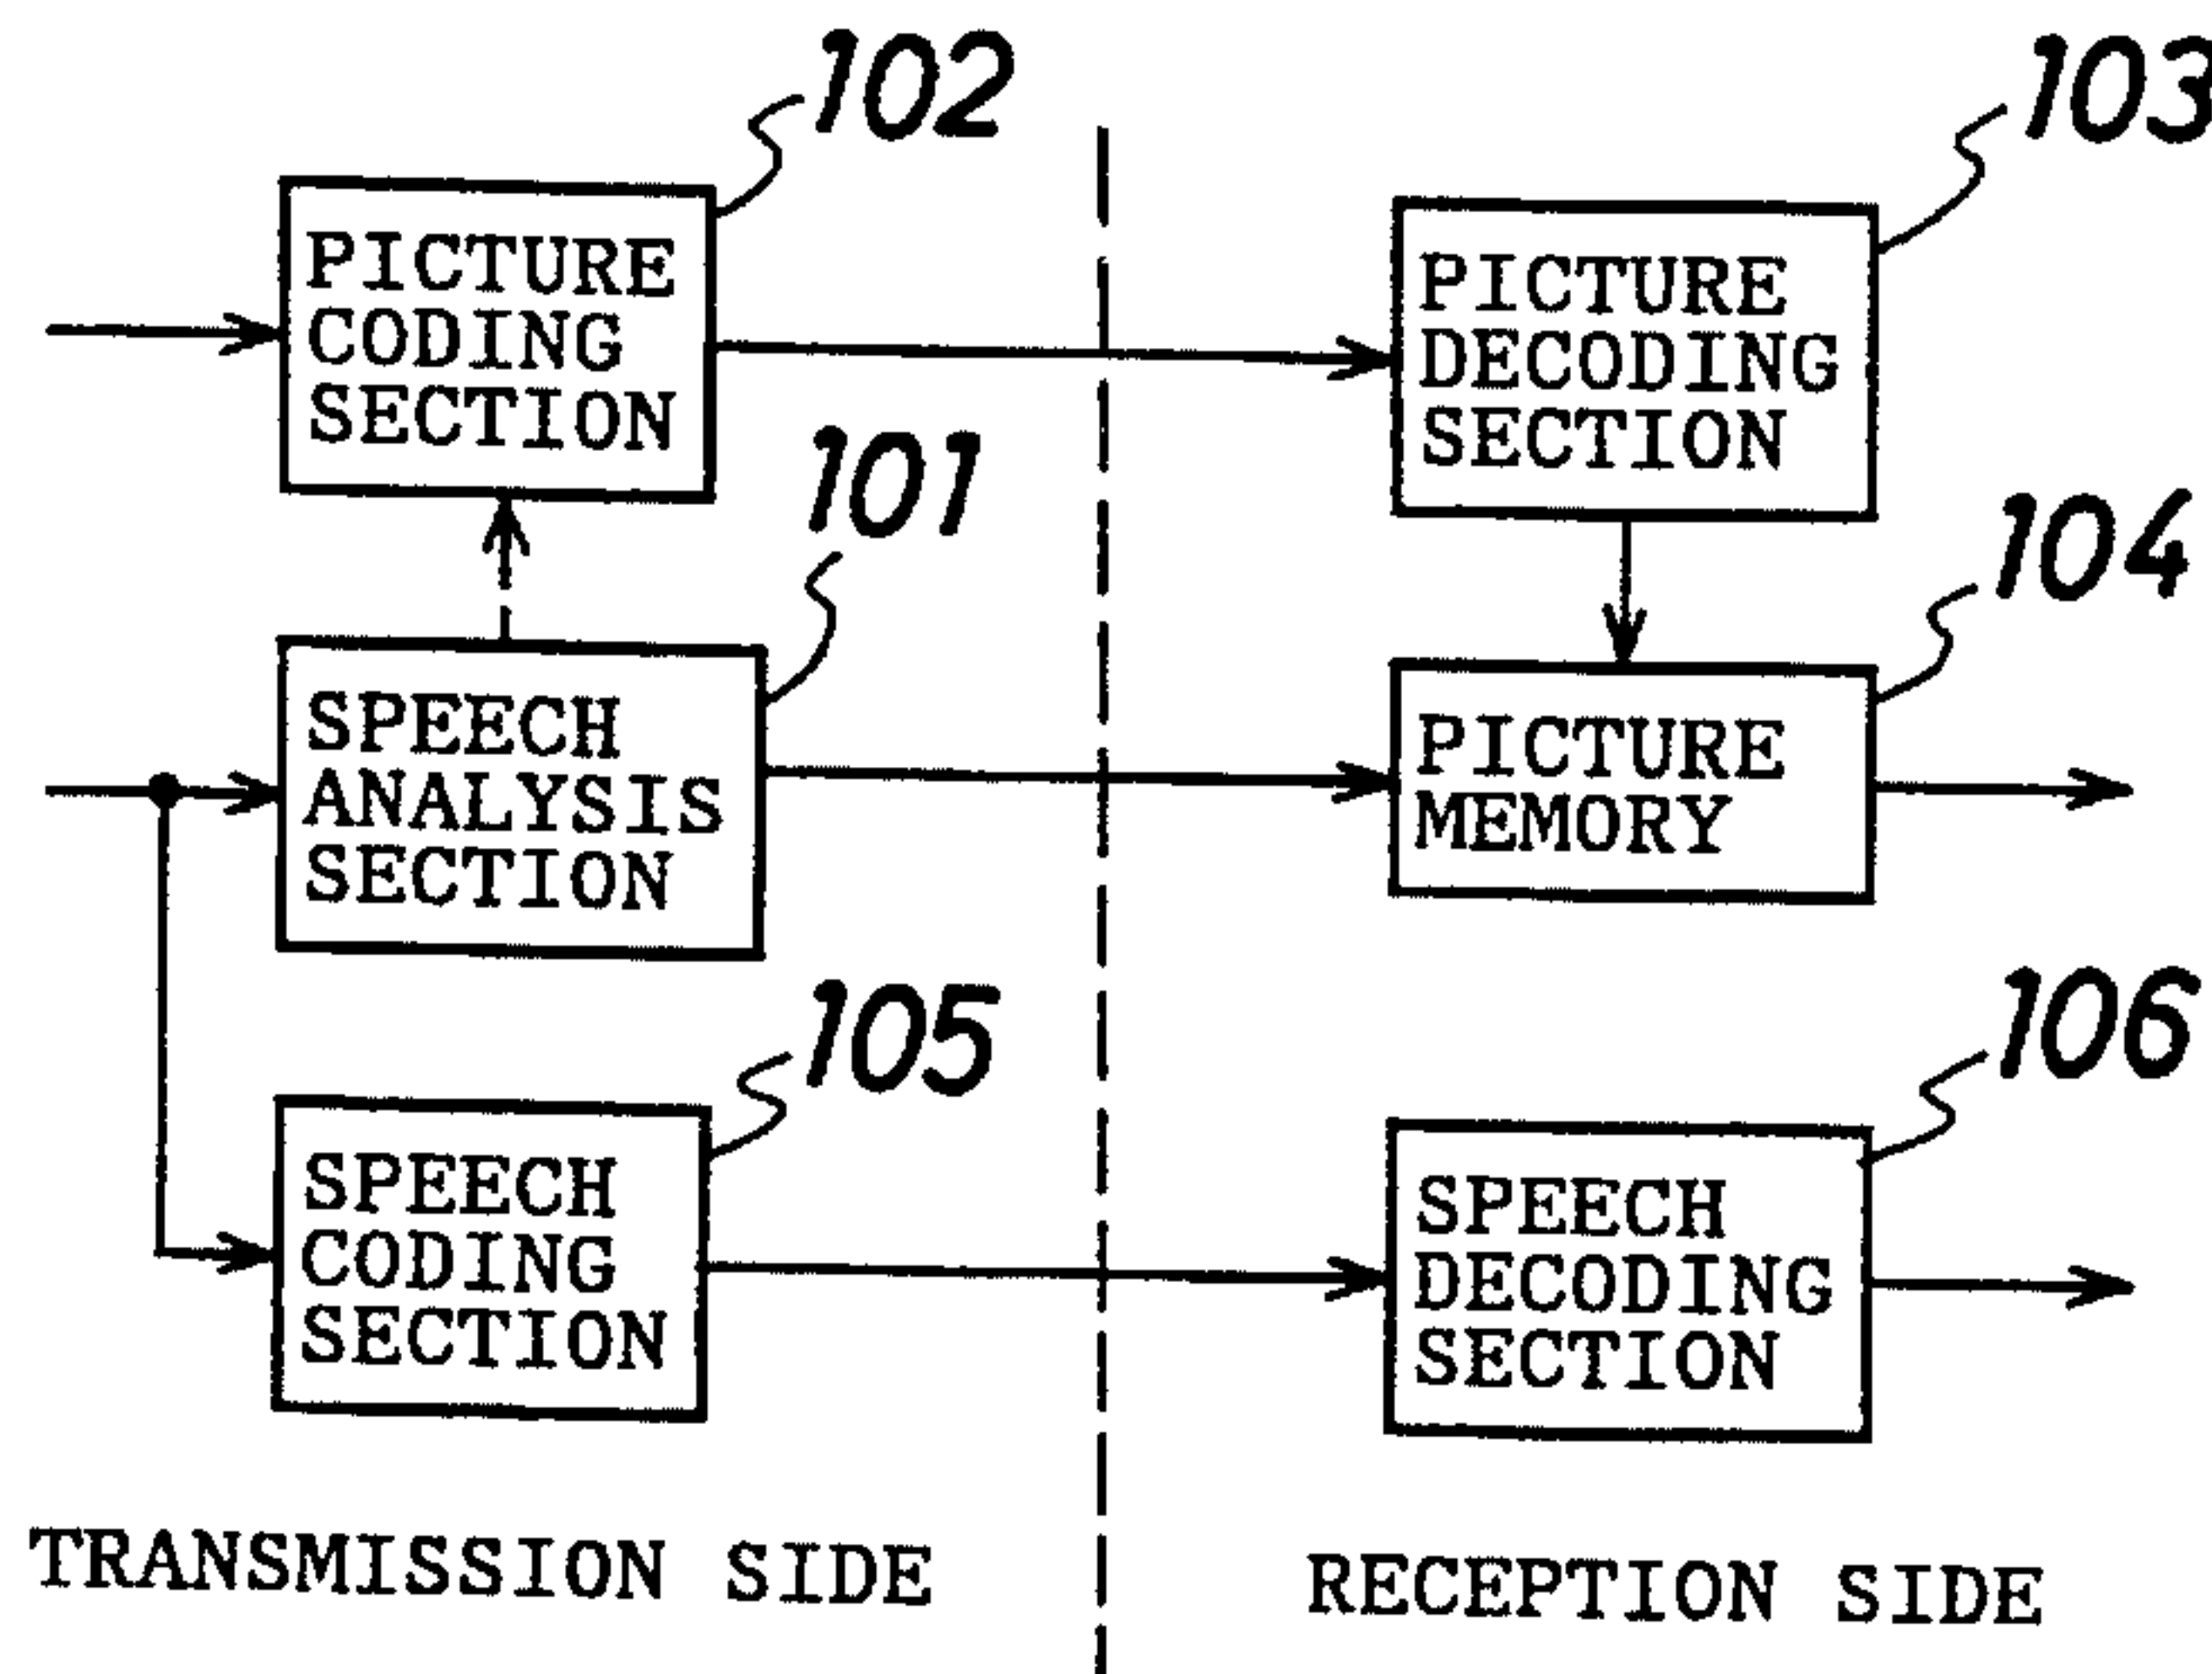 102
PICTURE
CODING
SECTION
103
PICTURE
DECODING
SECTION
101
SPEECH
ANALYSIS
SECTION
104
PICTURE
MEMORY
105
SPEECH
CODING
SECTION
106
SPEECH
DECODING
SECTION
TRANSMISSION SIDE
RECEPTION SIDE